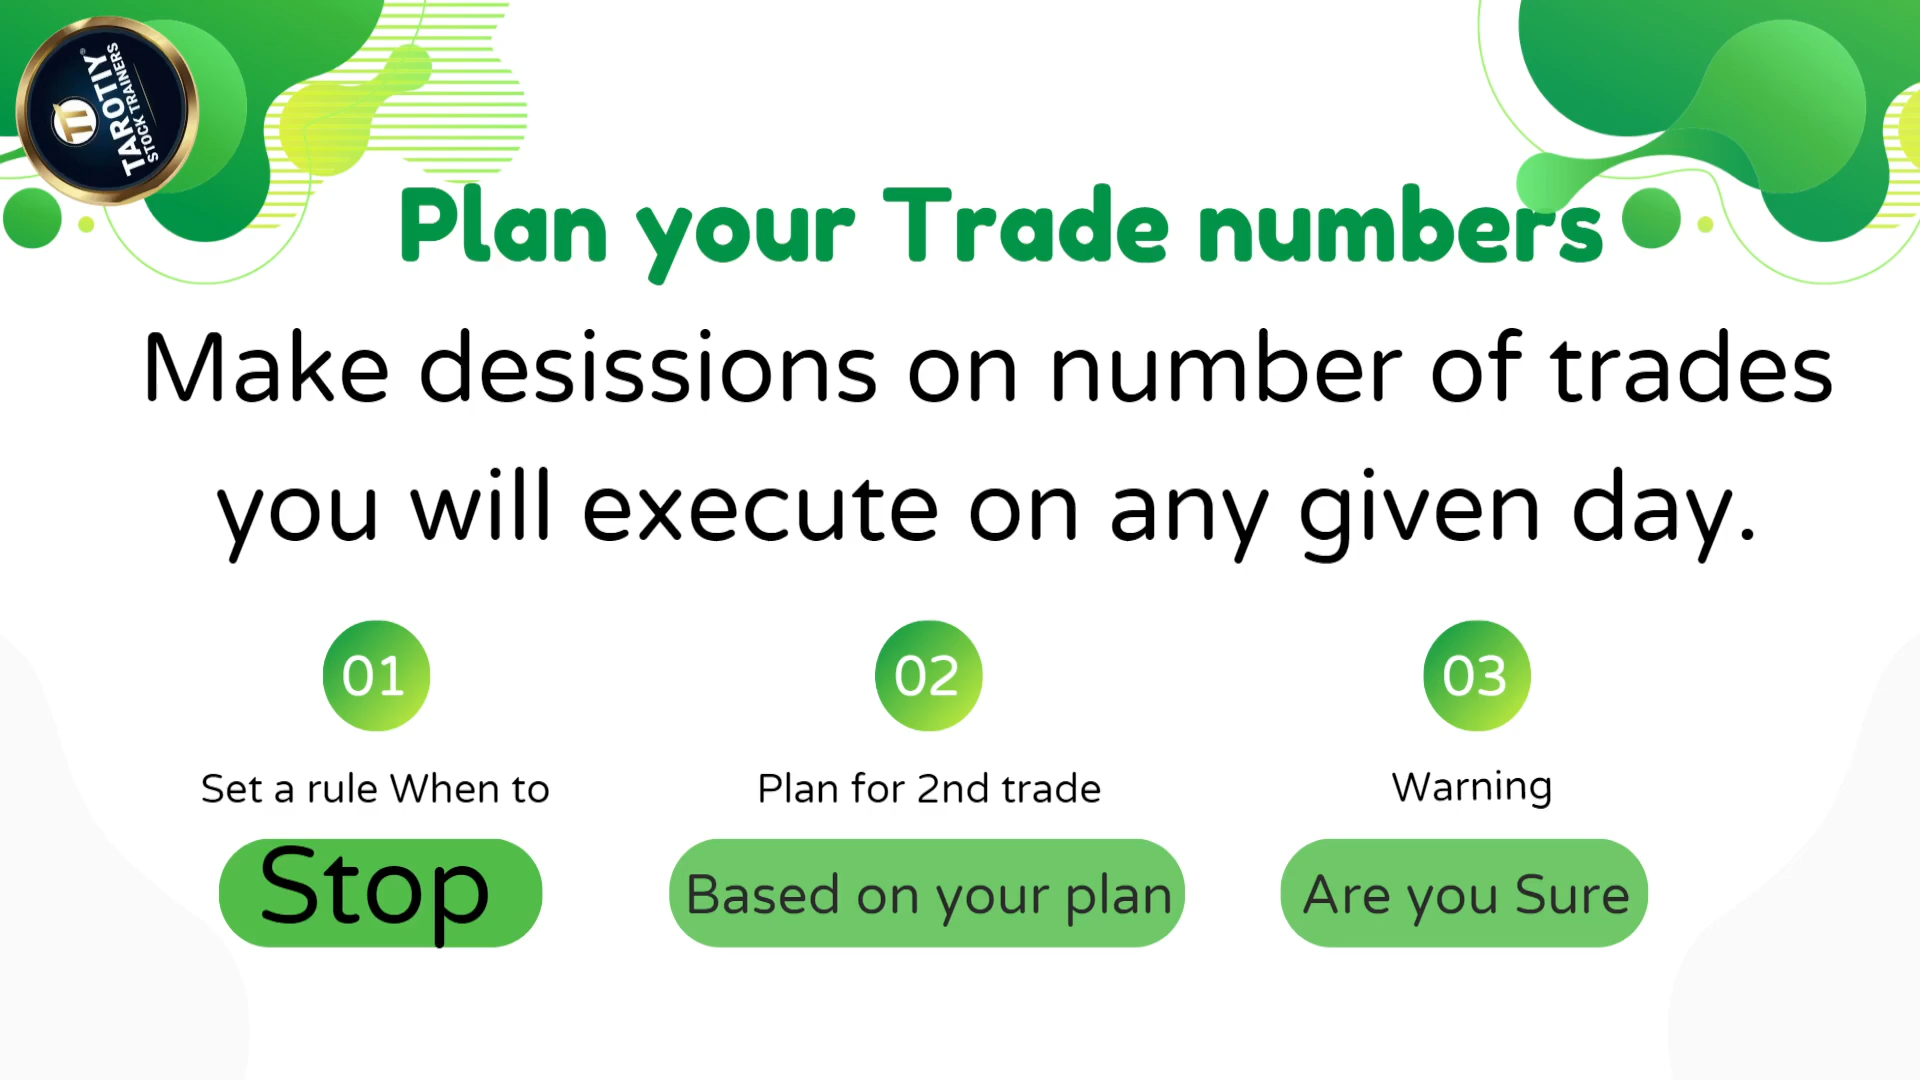 TAROTIY
STOCK TRAINERS
Plan your Trade numbers
Make desissions on number of trades
you will execute on any given day.
01
02
03
Set a rule When to
Plan for 2nd trade
Warning
Stop
Based on your plan
Are you Sure